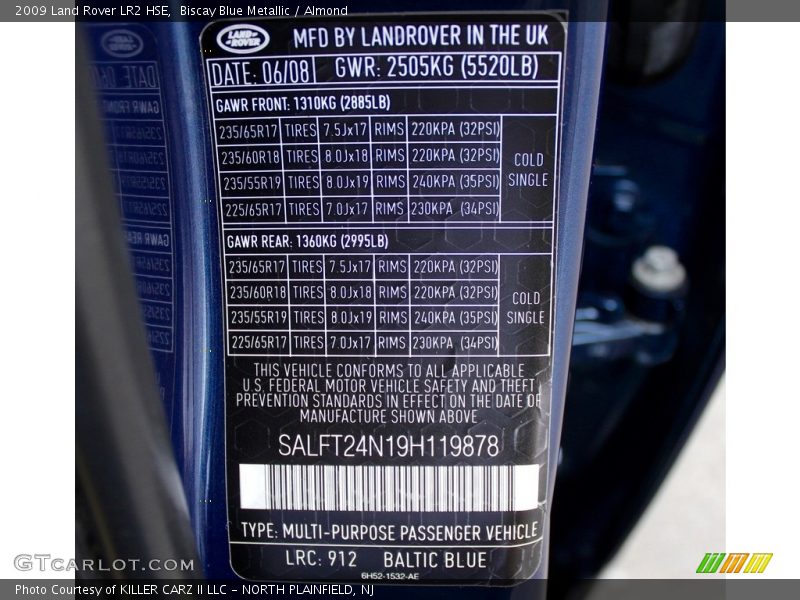 2009 Land Rover LR2 HSE, Biscay Blue Metallic / Almond
LAND-ROVER MFD BY LANDROVER IN THE UK
DATE: 06/08 GWR: 2505KG (5520LB)
GAWR FRONT: 1310KG (2885LB)
235/65R17 TIRES 7.5Jx17 RIMS 220KPA (32PSI)
235/60R18 TIRES 8.0Jx18 RIMS 220KPA (32PSI)
235/55R19 TIRES 8.0Jx19 RIMS 240KPA (35PSI)
225/65R17 TIRES 7.0Jx17 RIMS 230KPA (34PSI)
COLD
SINGLE
GAWR REAR: 1360KG (2995LB)
235/65R17 TIRES 7.5Jx17 RIMS 220KPA (32PSI)
235/60R18 TIRES 8.0Jx18 RIMS 220KPA (32PSI)
235/55R19 TIRES 8.0Jx19 RIMS 240KPA (35PSI)
225/65R17 TIRES 7.0Jx17 RIMS 230KPA (34PSI)
COLD
SINGLE
THIS VEHICLE CONFORMS TO ALL APPLICABLE
U.S. FEDERAL MOTOR VEHICLE SAFETY AND THEFT
PREVENTION STANDARDS IN EFFECT ON THE DATE OF
MANUFACTURE SHOWN ABOVE
SALFT24N19H119878
TYPE: MULTI-PURPOSE PASSENGER VEHICLE
LRC: 912 BALTIC BLUE
6H52-1532-AE
GTCARLOT.COM
Photo Courtesy of KILLER CARZ II LLC - NORTH PLAINFIELD, NJ